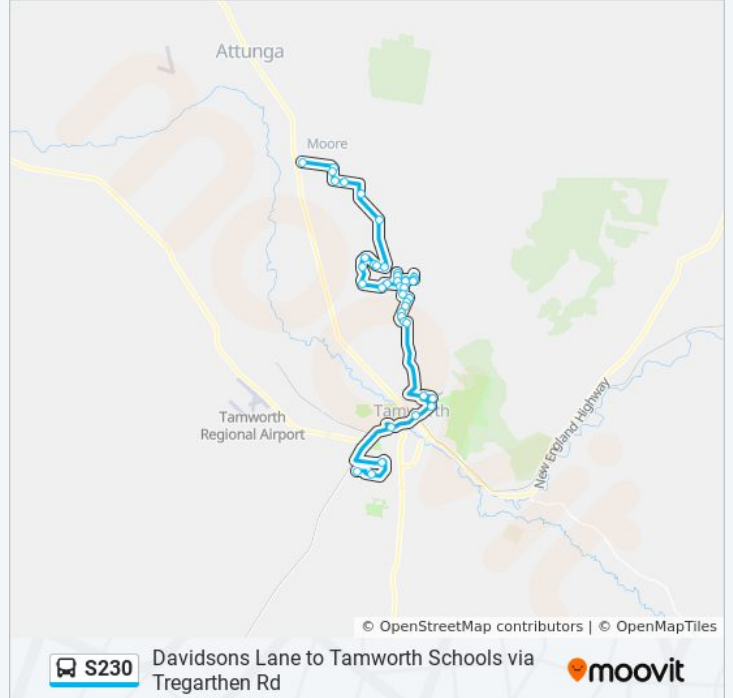 Attunga
Moore
Tamworth
Tamworth
Regional Airport
New England Highway
© OpenStreetMap contributors | © OpenMapTiles
S230
Davidsons Lane to Tamworth Schools via
Tregarthen Rd
moovit